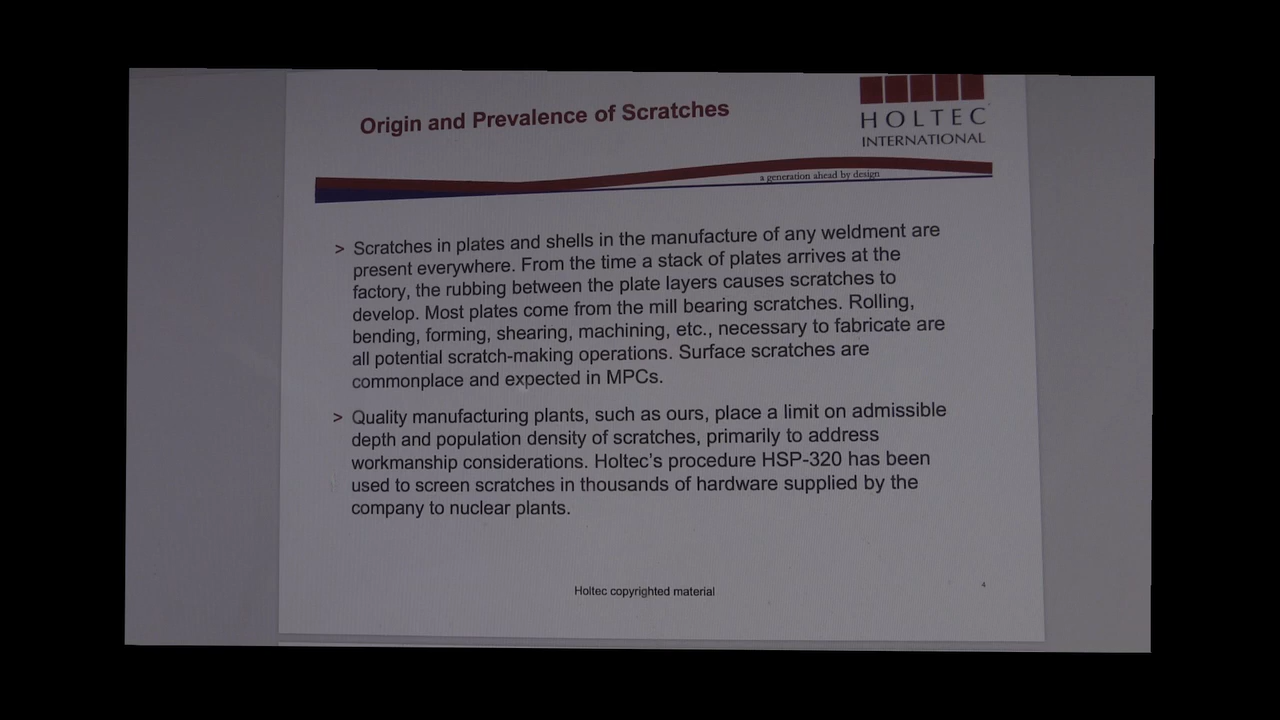 Origin and Prevalence of Scratches
HOLTEC
INTERNATIONAL
a generation ahead by design
> Scratches in plates and shells in the manufacture of any weldment are
present everywhere. From the time a stack of plates arrives at the
factory, the rubbing between the plate layers causes scratches to
develop. Most plates come from the mill bearing scratches. Rolling,
bending, forming, shearing, machining, etc., necessary to fabricate are
all potential scratch-making operations. Surface scratches are
commonplace and expected in MPCs.
> Quality manufacturing plants, such as ours, place a limit on admissible
depth and population density of scratches, primarily to address
workmanship considerations. Holtec's procedure HSP-320 has been
used to screen scratches in thousands of hardware supplied by the
company to nuclear plants.
Holtec copyrighted material
4